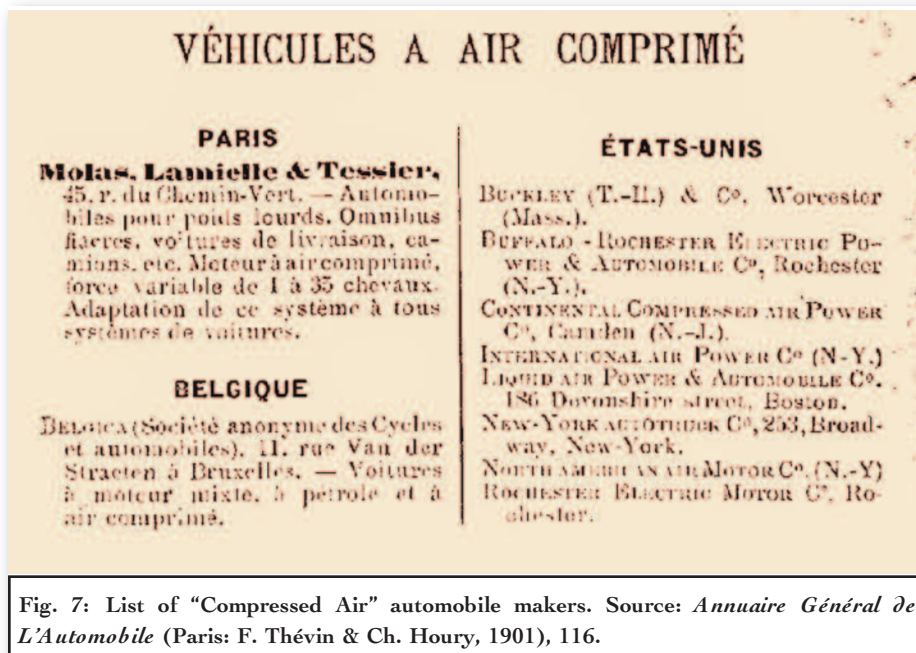 VÉHICULES A AIR COMPRIMÉ
PARIS
Molas, Lamielle & Tessier,
45, r. du Chemin-Vert. — Automo-
biles pour poids lourds. Omnibus
fiacres, voitures de livraison, ca-
mions, etc. Moteur à air comprimé,
force variable de 1 à 35 chevaux.
Adaptation de ce système à tous
systèmes de voitures.
BELGIQUE
BELGICA (Société anonyme des Cycles
et automobiles), 11, rue Van der
Straeten à Bruxelles. — Voitures
à moteur mixte, à pétrole et à
air comprimé.
ÉTATS-UNIS
BUCKLEY (T.-H.) & Cº, Worcester
(Mass.).
BUFFALO - ROCHESTER ELECTRIC PO-
WER & AUTOMOBILE Cº, Rochester
(N.-Y.).
CONTINENTAL COMPRESSED AIR POWER
Cº, Camden (N.-J.).
INTERNATIONAL AIR POWER Cº (N-Y.)
LIQUID AIR POWER & AUTOMOBILE Cº.
186 Devonshire street, Boston.
NEW-YORK AUTOTRUCK Cº, 253, Broad-
way, New-York.
NORTH AMERICAN AIR MOTOR Cº. (N.-Y)
ROCHESTER ELECTRIC MOTOR Cº, Ro-
chester.
Fig. 7: List of “Compressed Air” automobile makers. Source: Annuaire Général de
L'Automobile (Paris: F. Thévin & Ch. Houry, 1901), 116.